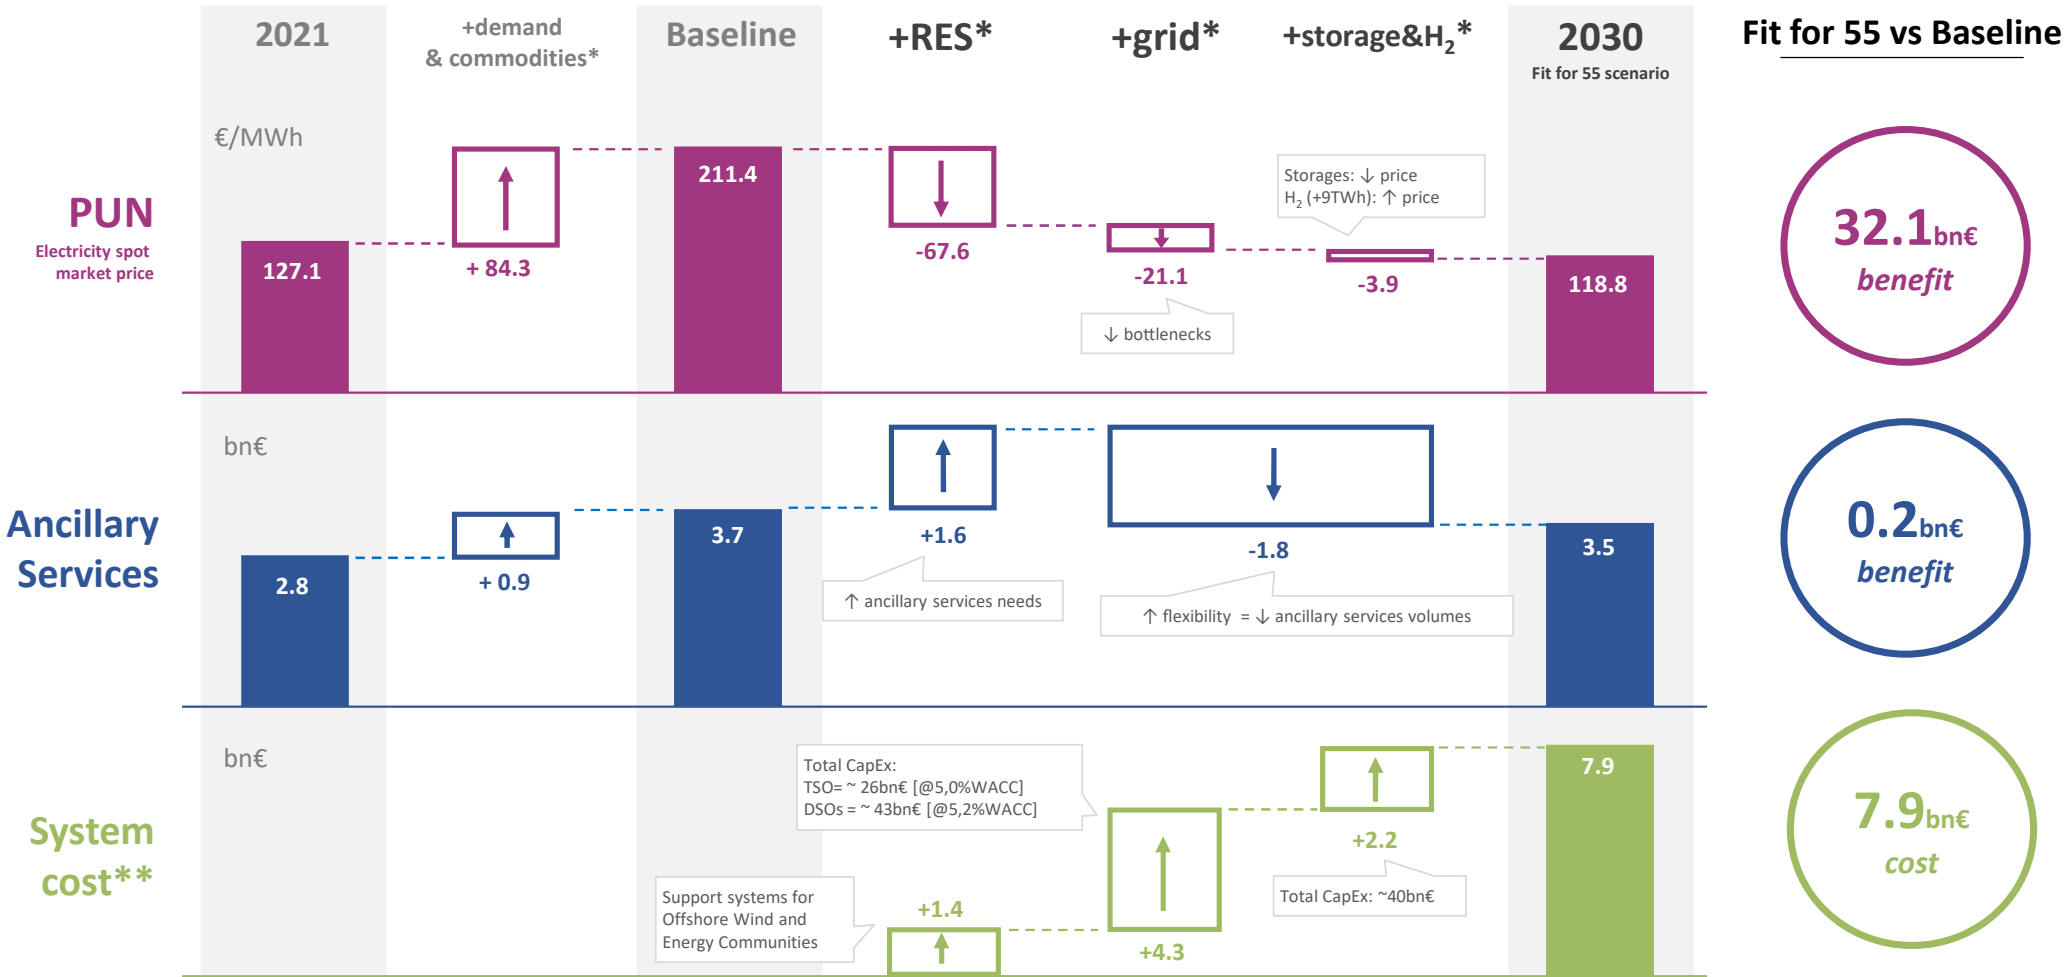 2021
+demand
& commodities*
Baseline
+RES*
+grid*
+storage&H₂*
2030
Fit for 55 scenario
Fit for 55 vs Baseline
€/MWh
PUN
Electricity spot
market price
127.1
+ 84.3
211.4
-67.6
-21.1
↓ bottlenecks
Storages: ↓ price
H₂ (+9TWh): ↑ price
-3.9
118.8
32.1bn€
benefit
bn€
Ancillary
Services
2.8
+ 0.9
3.7
+1.6
↑ ancillary services needs
-1.8
↑ flexibility = ↓ ancillary services volumes
3.5
0.2bn€
benefit
bn€
System
cost**
Support systems for
Offshore Wind and
Energy Communities
+1.4
Total CapEx:
TSO= ~ 26bn€ [@5,0%WACC]
DSOs = ~ 43bn€ [@5,2%WACC]
+4.3
+2.2
Total CapEx: ~40bn€
7.9
7.9bn€
cost